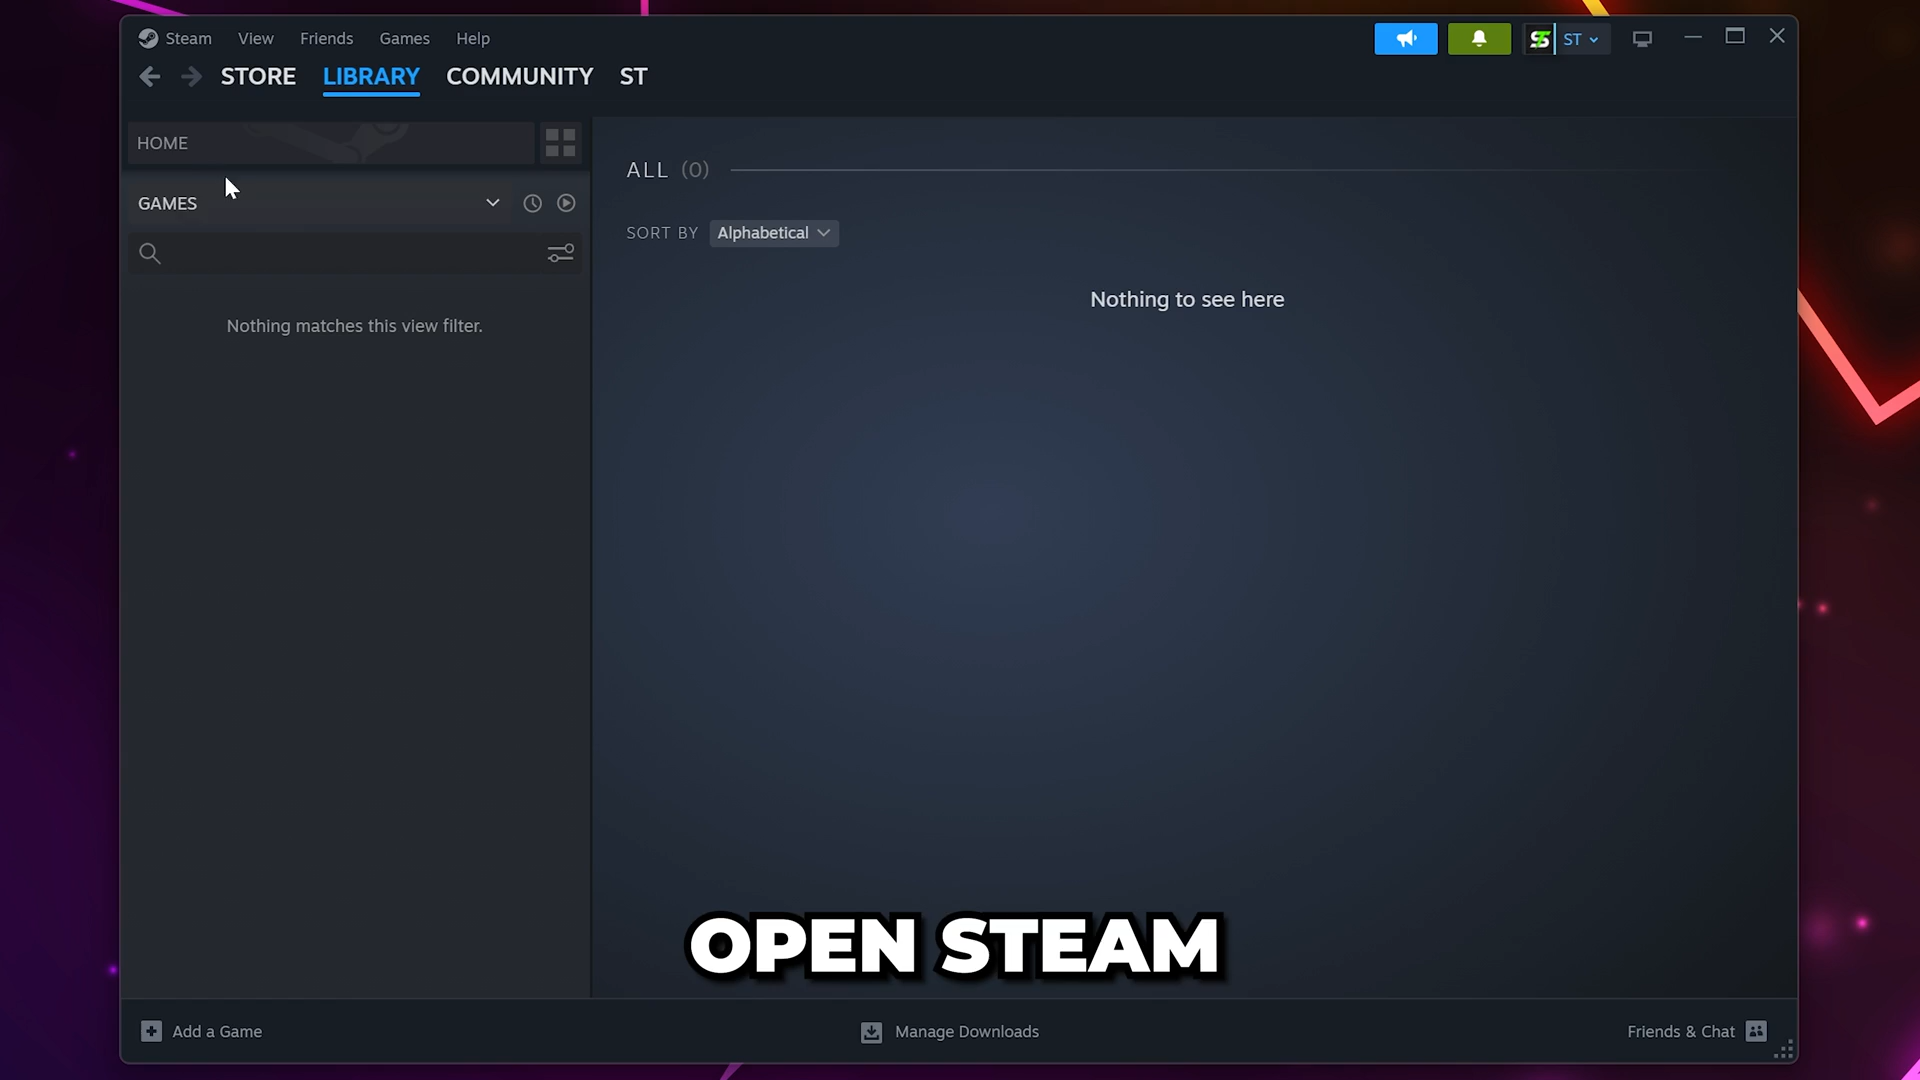 Steam View Friends Games Help ST
STORE LIBRARY COMMUNITY ST
HOME
GAMES
Nothing matches this view filter.
ALL (0)
SORT BY Alphabetical
Nothing to see here
OPEN STEAM
Add a Game
Manage Downloads
Friends & Chat